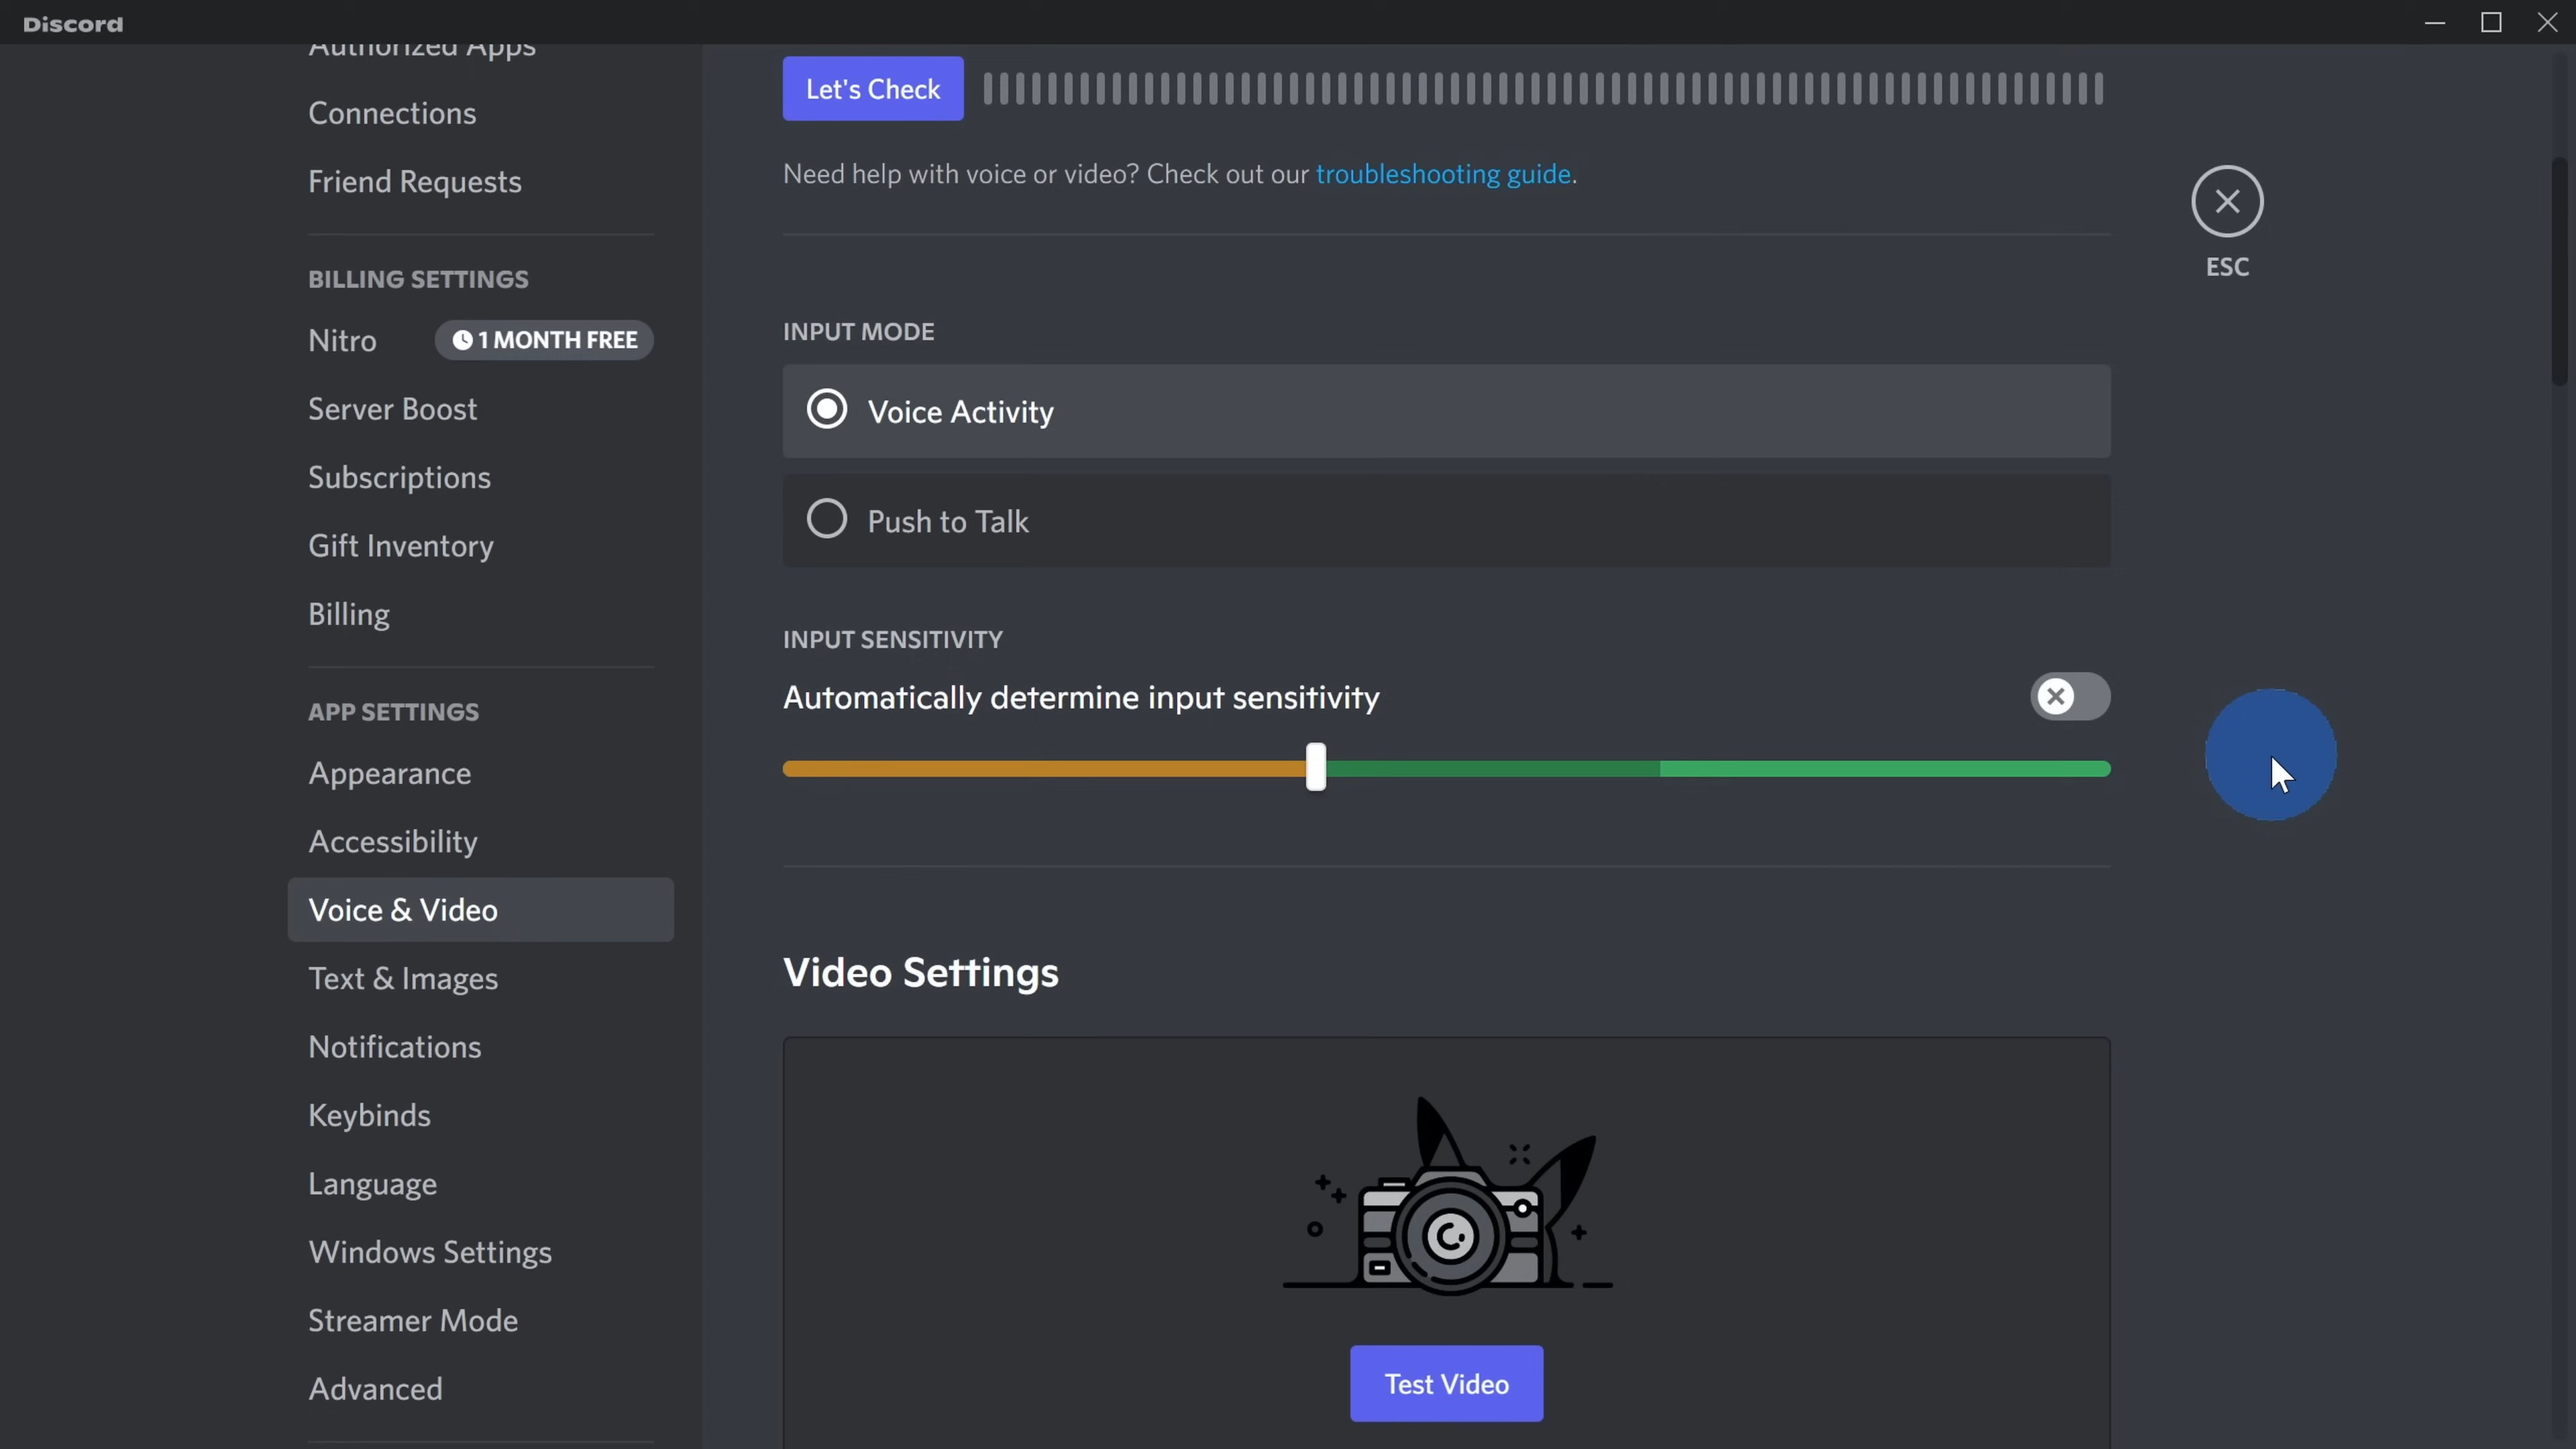 Discord
Authorized Apps
Connections
Friend Requests
BILLING SETTINGS
Nitro
1 MONTH FREE
Server Boost
Subscriptions
Gift Inventory
Billing
APP SETTINGS
Appearance
Accessibility
Voice & Video
Text & Images
Notifications
Keybinds
Language
Windows Settings
Streamer Mode
Advanced
Let's Check
Need help with voice or video? Check out our troubleshooting guide.
ESC
INPUT MODE
Voice Activity
Push to Talk
INPUT SENSITIVITY
Automatically determine input sensitivity
Video Settings
Test Video